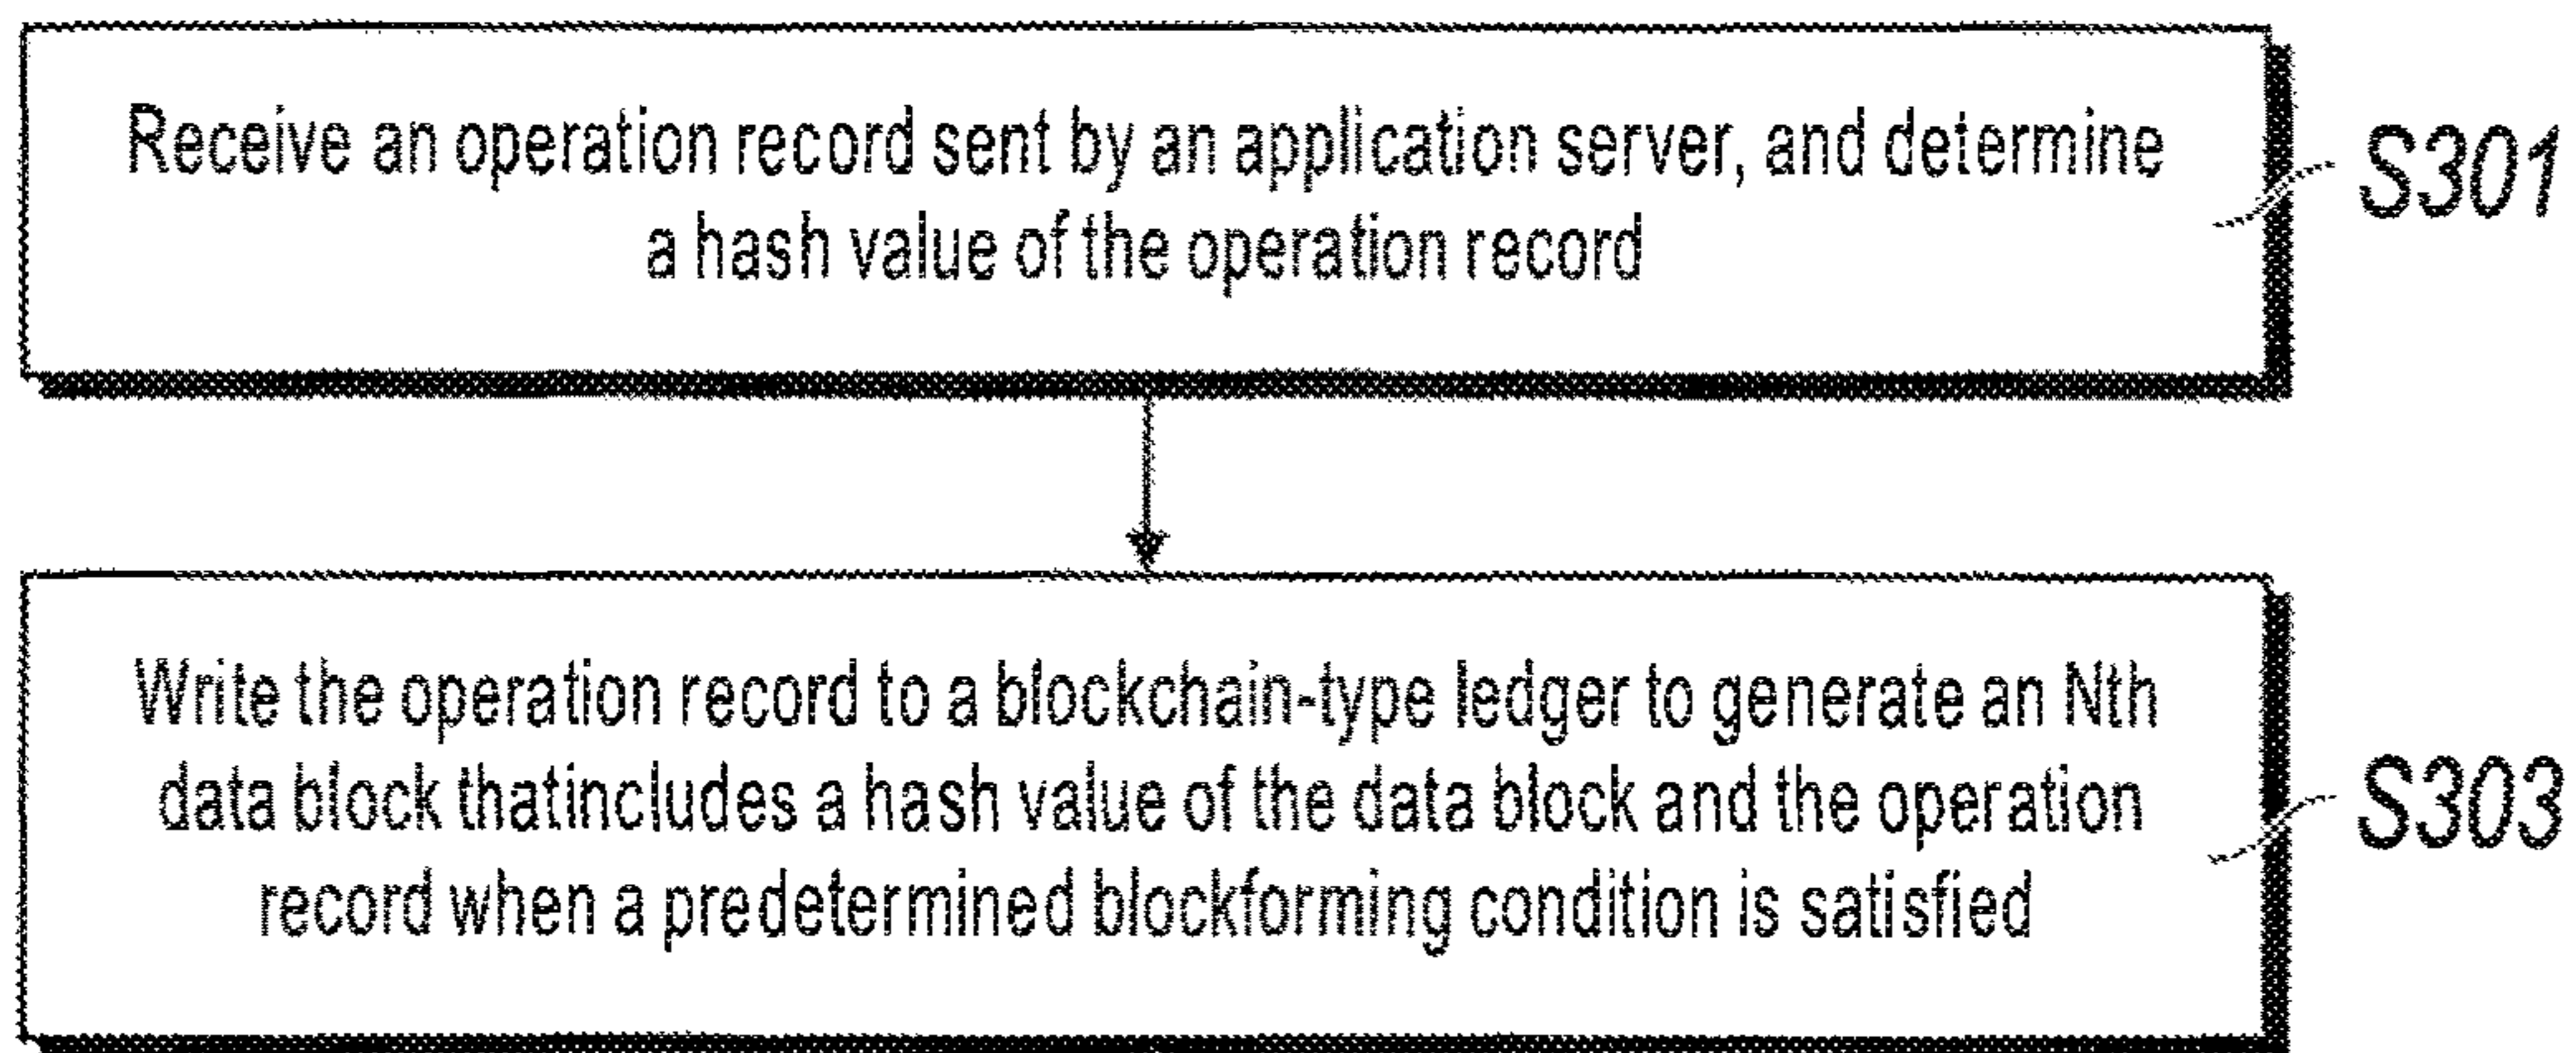 Receive an operation record sent by an application server, and determine
a hash value of the operation record
S301
Write the operation record to a blockchain-type ledger to generate an Nth
data block thatincludes a hash value of the data block and the operation
record when a predetermined blockforming condition is satisfied
S303